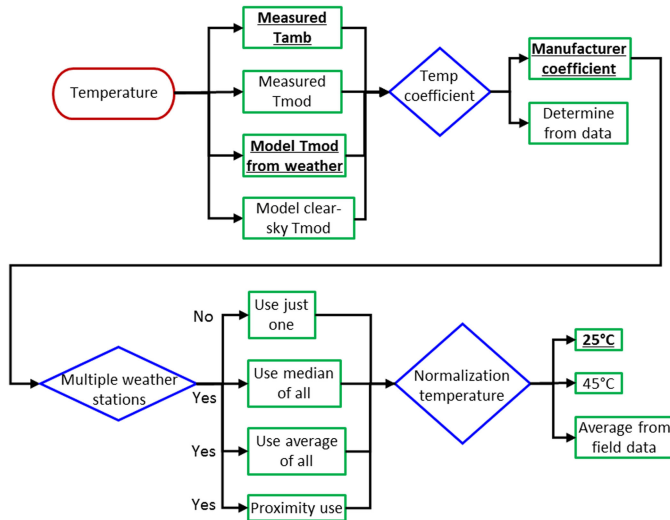 Measured
Tamb
Temperature
Measured
Tmod
Model Tmod
from weather
Model clear-
sky Tmod
Temp
coefficient
Manufacturer
coefficient
Determine
from data
Multiple weather
stations
No
Use just
one
Yes
Use median
of all
Yes
Use average
of all
Yes
Proximity use
Normalization
temperature
25°C
45°C
Average from
field data